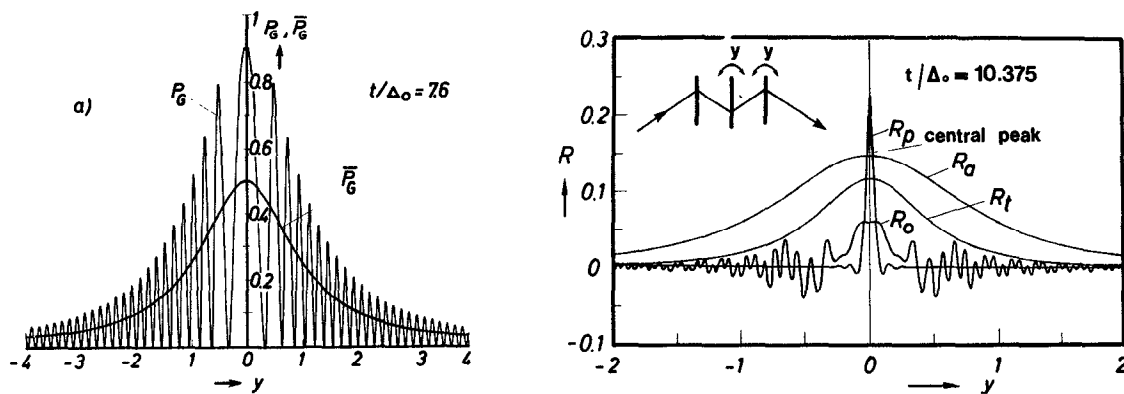 a)
1
P_G, P̅_G
0.8
P_G
t/Δ₀ = 7.6
0.6
P̅_G
0.4
0.2
-4 -3 -2 -1 0 1 2 3 4
y
0.3
y y
t/Δ₀ = 10.375
0.2
R_p
central peak
R
R_a
0.1
R_t
R_o
0
-0.1
-2 -1 0 1 2
y